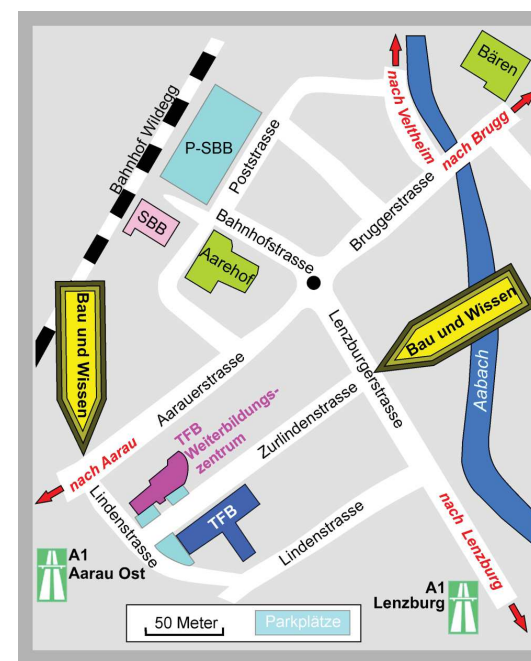 Bären
nach Veltheim
nach Brugg
Bahnhof Wildegg
P-SBB
Poststrasse
SBB
Bahnhofstrasse
Bruggerstrasse
Aarehof
Bau und Wissen
Bau und Wissen
Lenzburgerstrasse
Aabach
Aarauerstrasse
TFB
Weiterbildungs-
zentrum
Zurlindenstrasse
nach Aarau
Lindenstrasse
TFB
Lindenstrasse
nach Lenzburg
A1
Aarau Ost
A1
Lenzburg
50 Meter
Parkplätze